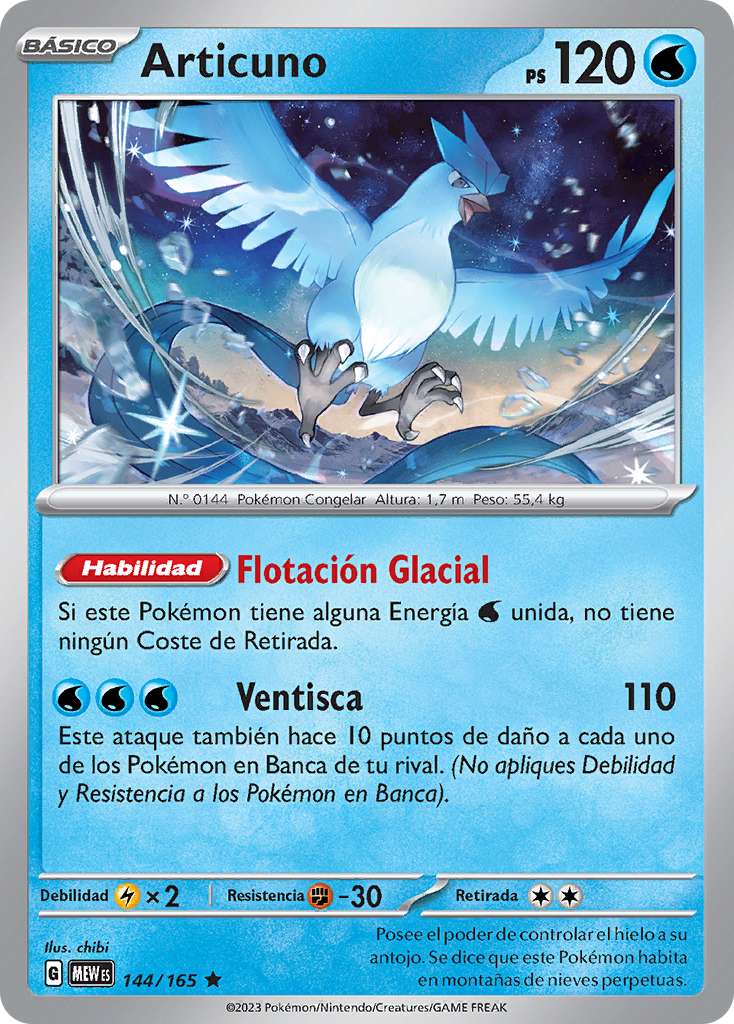 BÁSICO
Articuno
PS 120
N.º 0144 Pokémon Congelar Altura: 1,7 m Peso: 55,4 kg
Habilidad Flotación Glacial
Si este Pokémon tiene alguna Energía unida, no tiene
ningún Coste de Retirada.
Ventisca 110
Este ataque también hace 10 puntos de daño a cada uno
de los Pokémon en Banca de tu rival. (No apliques Debilidad
y Resistencia a los Pokémon en Banca).
Debilidad ×2 Resistencia -30 Retirada
Ilus. chibi
G MEW ES 144/165 ★
Posee el poder de controlar el hielo a su
antojo. Se dice que este Pokémon habita
en montañas de nieves perpetuas.
©2023 Pokémon/Nintendo/Creatures/GAME FREAK